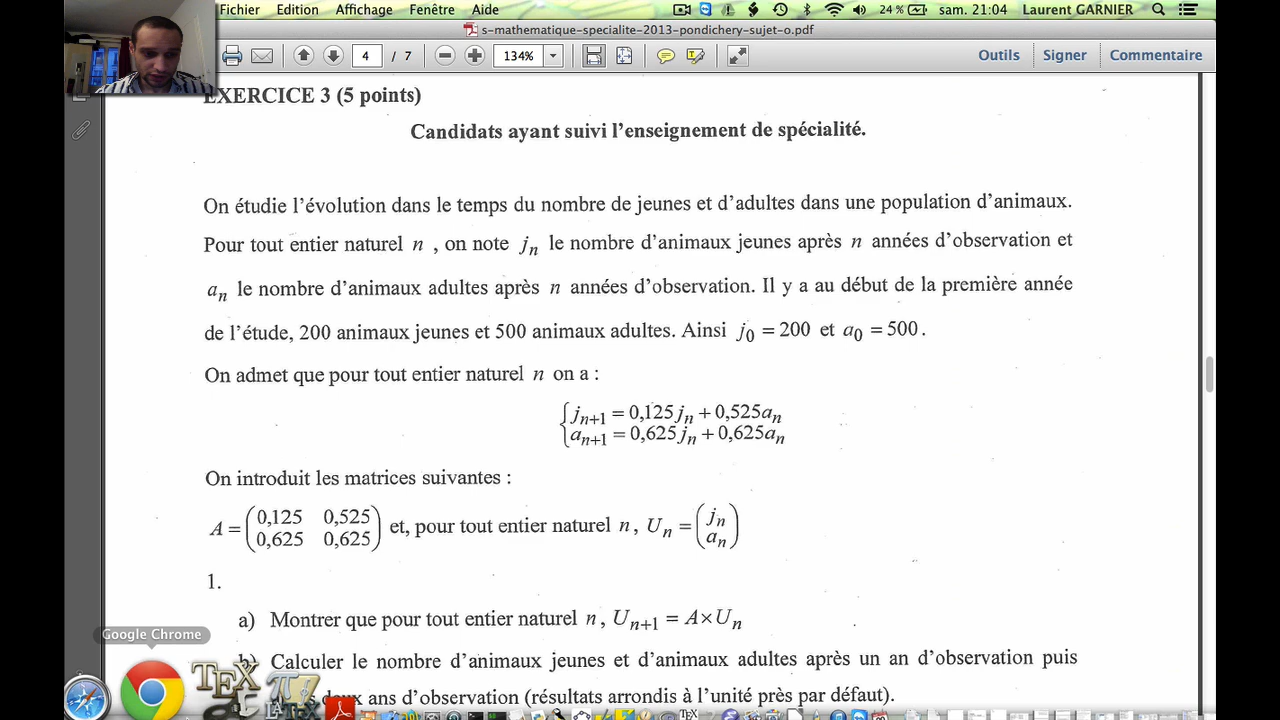 Fichier Edition Affichage Fenêtre Aide 24 % sam. 21:04 Laurent GARNIER
s-mathematique-specialite-2013-pondichery-sujet-o.pdf
4 / 7 134% Outils Signer Commentaire
EXERCICE 3 (5 points)
Candidats ayant suivi l'enseignement de spécialité.
On étudie l'évolution dans le temps du nombre de jeunes et d'adultes dans une population d'animaux.
Pour tout entier naturel n , on note jn le nombre d'animaux jeunes après n années d'observation et
an le nombre d'animaux adultes après n années d'observation. Il y a au début de la première année
de l'étude, 200 animaux jeunes et 500 animaux adultes. Ainsi j0 = 200 et a0 = 500 .
On admet que pour tout entier naturel n on a :
jn+1 = 0,125jn + 0,525an
an+1 = 0,625jn + 0,625an
On introduit les matrices suivantes :
A = (0,125 0,525
0,625 0,625) et, pour tout entier naturel n , Un = (jn
an)
1.
a) Montrer que pour tout entier naturel n , Un+1 = A×Un
Google Chrome
b) Calculer le nombre d'animaux jeunes et d'animaux adultes après un an d'observation puis
deux ans d'observation (résultats arrondis à l'unité près par défaut).
TEX